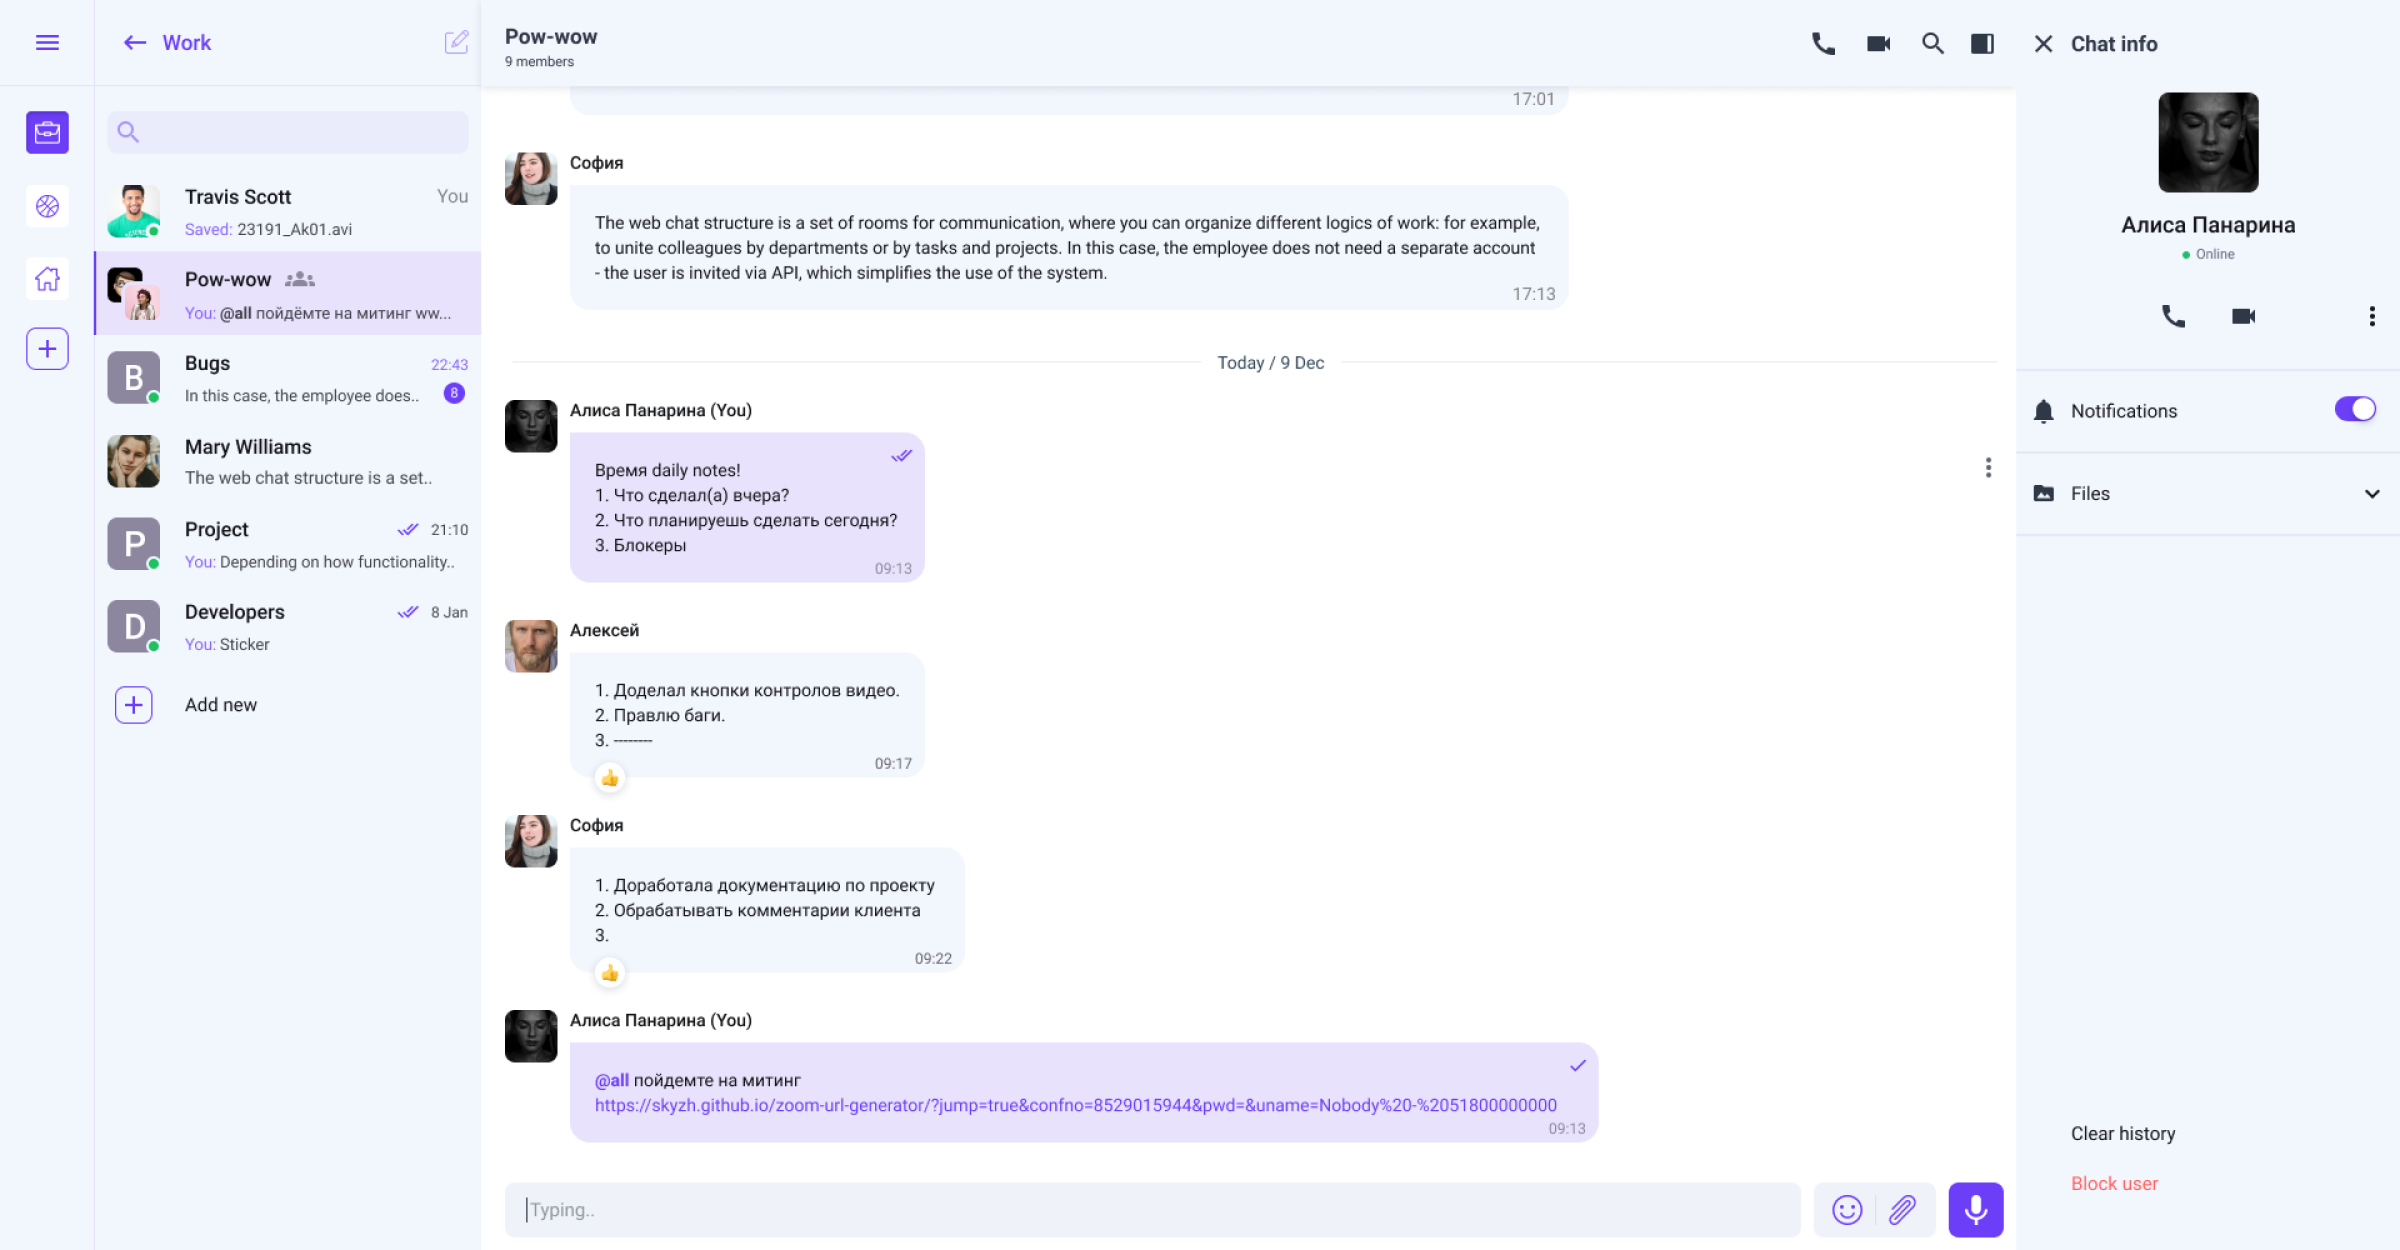 Work
Travis Scott
You
Saved: 23191_Ak01.avi
Pow-wow
You: @all пойдёмте на митинг ww...
B
Bugs
22:43
In this case, the employee does..
8
Mary Williams
The web chat structure is a set..
P
Project
21:10
You: Depending on how functionality..
D
Developers
8 Jan
You: Sticker
Add new
Pow-wow
9 members
17:01
София
The web chat structure is a set of rooms for communication, where you can organize different logics of work: for example,
to unite colleagues by departments or by tasks and projects. In this case, the employee does not need a separate account
- the user is invited via API, which simplifies the use of the system.
17:13
Today / 9 Dec
Алиса Панарина (You)
Время daily notes!
1. Что сделал(а) вчера?
2. Что планируешь сделать сегодня?
3. Блокеры
09:13
Алексей
1. Доделал кнопки контролов видео.
2. Правлю баги.
3. --------
09:17
София
1. Доработала документацию по проекту
2. Обрабатывать комментарии клиента
3.
09:22
Алиса Панарина (You)
@all пойдемте на митинг
https://skyzh.github.io/zoom-url-generator/?jump=true&confno=8529015944&pwd=&uname=Nobody%20-%2051800000000
09:13
Typing..
Chat info
Алиса Панарина
Online
Notifications
Files
Clear history
Block user